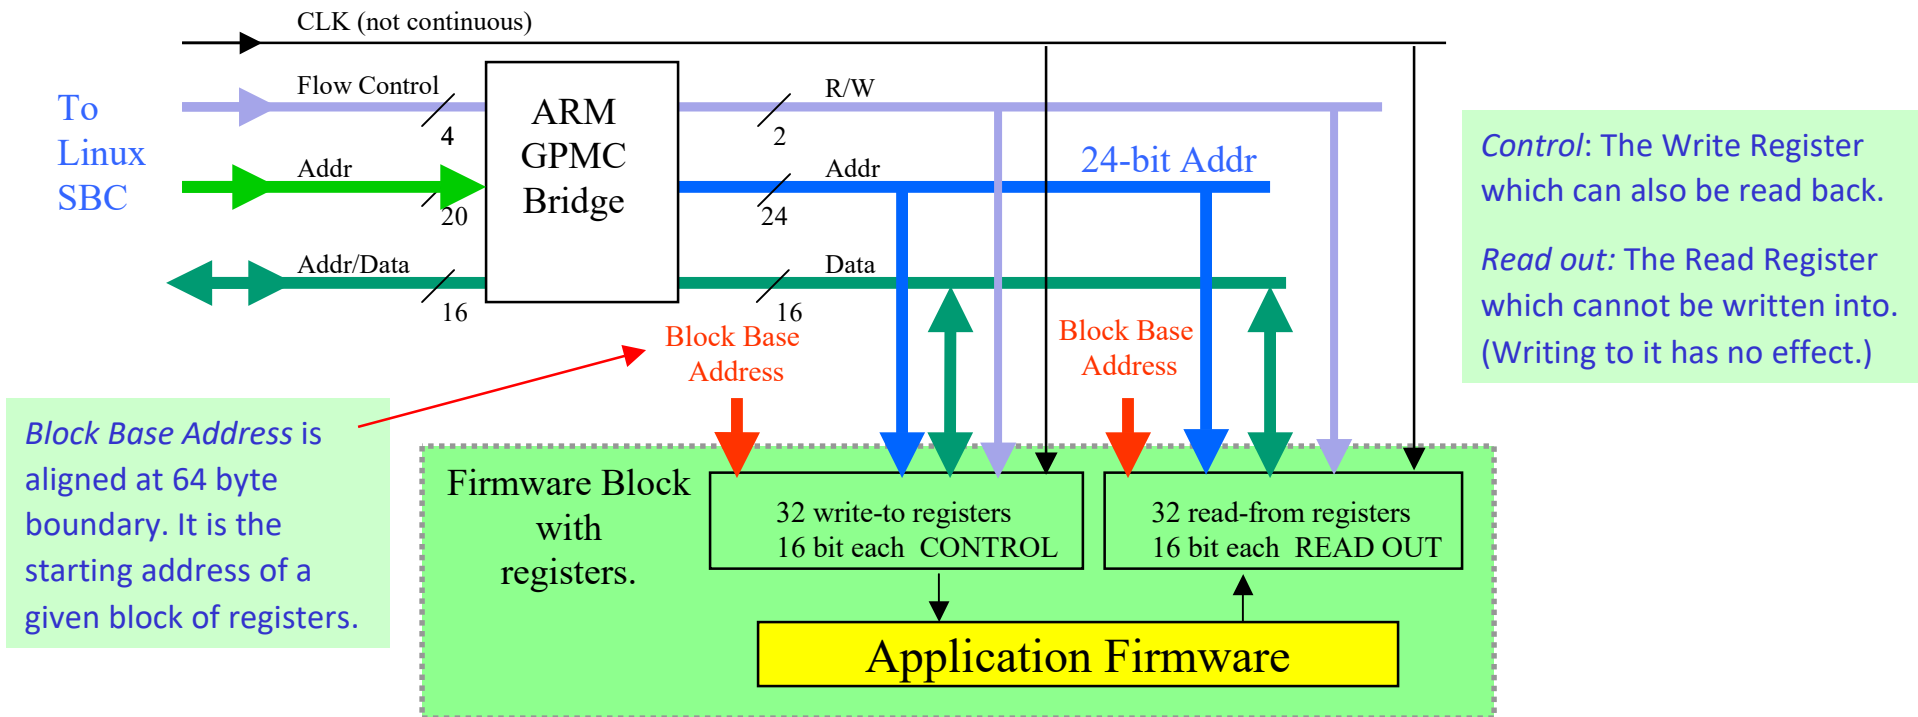 CLK (not continuous)
To
Linux
SBC
Flow Control
4
Addr
20
Addr/Data
16
ARM
GPMC
Bridge
R/W
2
Addr
24
24-bit Addr
Data
16
Control: The Write Register
which can also be read back.
Read out: The Read Register
which cannot be written into.
(Writing to it has no effect.)
Block Base
Address
Block Base
Address
Block Base Address is
aligned at 64 byte
boundary. It is the
starting address of a
given block of registers.
Firmware Block
with
registers.
32 write-to registers
16 bit each CONTROL
32 read-from registers
16 bit each READ OUT
Application Firmware